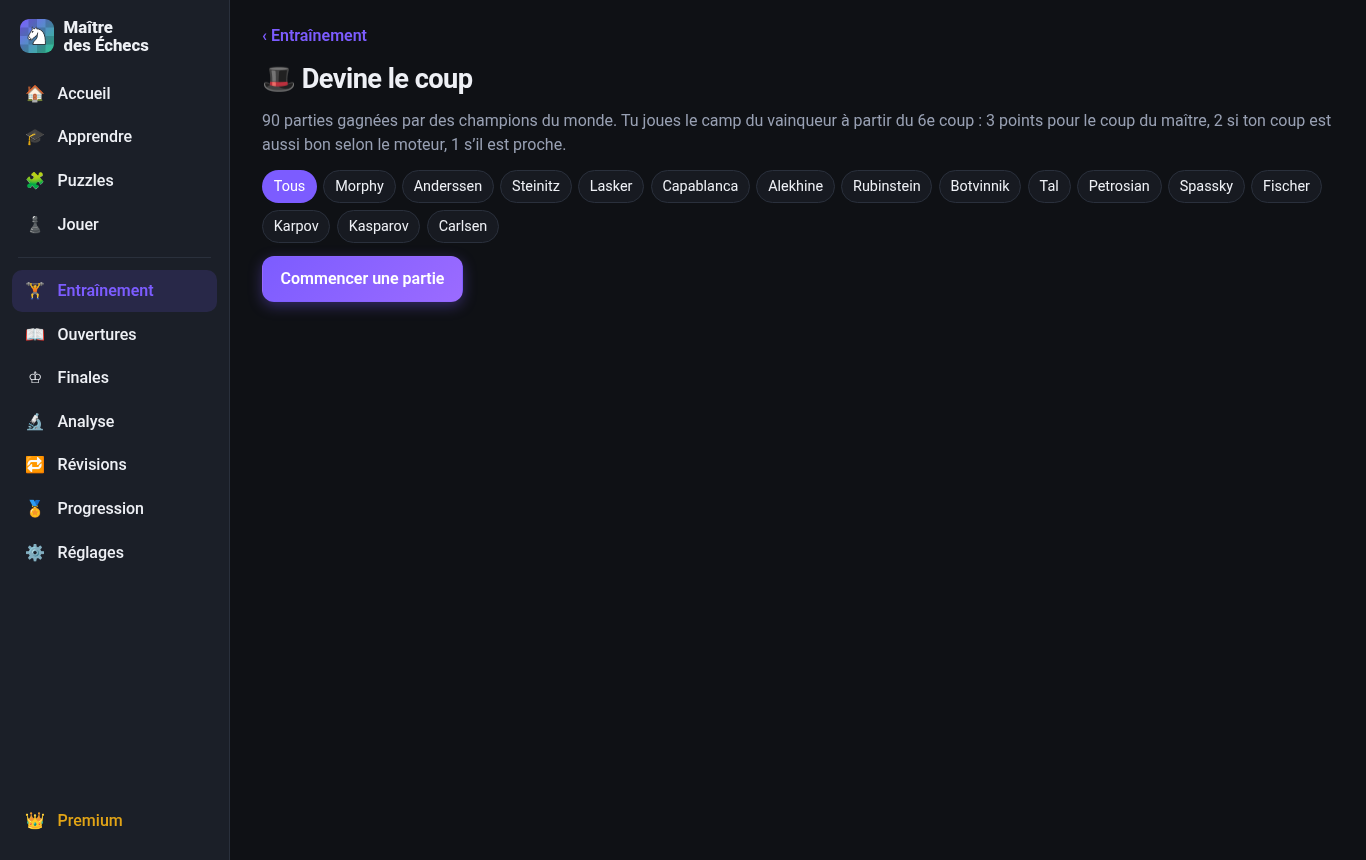 Maître
des Échecs
Accueil
Apprendre
Puzzles
Jouer
Entraînement
Ouvertures
Finales
Analyse
Révisions
Progression
Réglages
Premium
‹ Entraînement
Devine le coup
90 parties gagnées par des champions du monde. Tu joues le camp du vainqueur à partir du 6e coup : 3 points pour le coup du maître, 2 si ton coup est
aussi bon selon le moteur, 1 s’il est proche.
Tous Morphy Anderssen Steinitz Lasker Capablanca Alekhine Rubinstein Botvinnik Tal Petrosian Spassky Fischer
Karpov Kasparov Carlsen
Commencer une partie